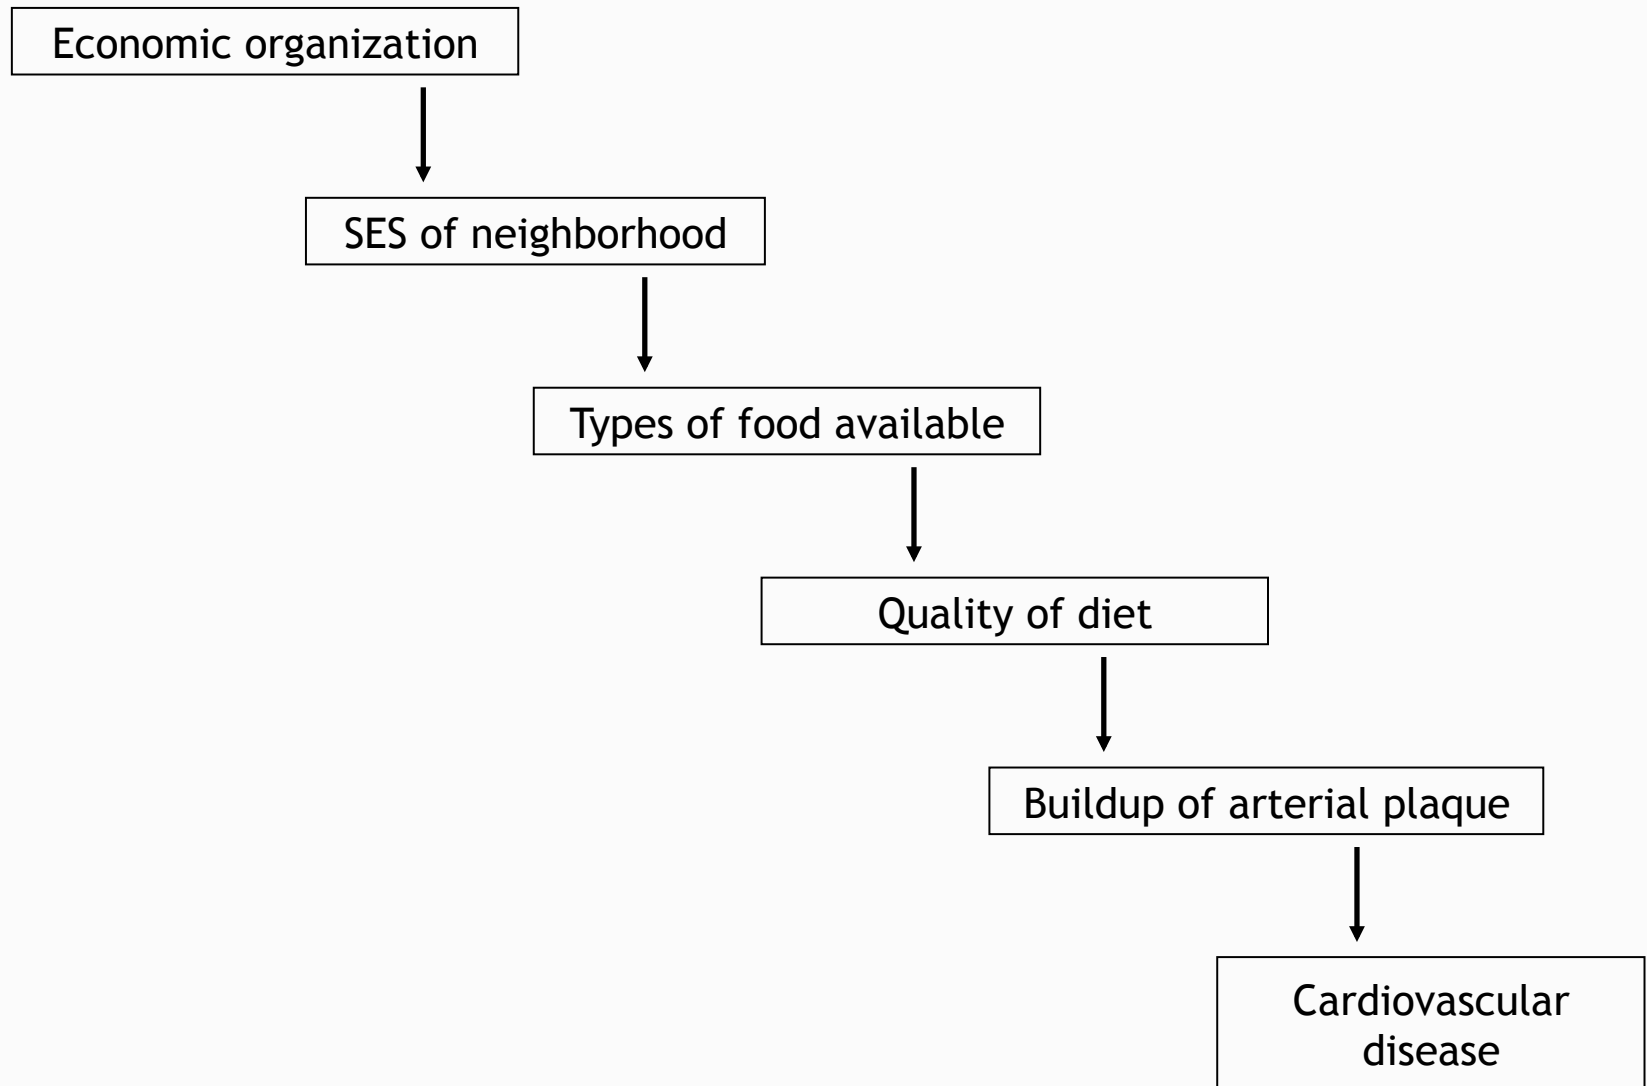 Economic organization
SES of neighborhood
Types of food available
Quality of diet
Buildup of arterial plaque
Cardiovascular
disease